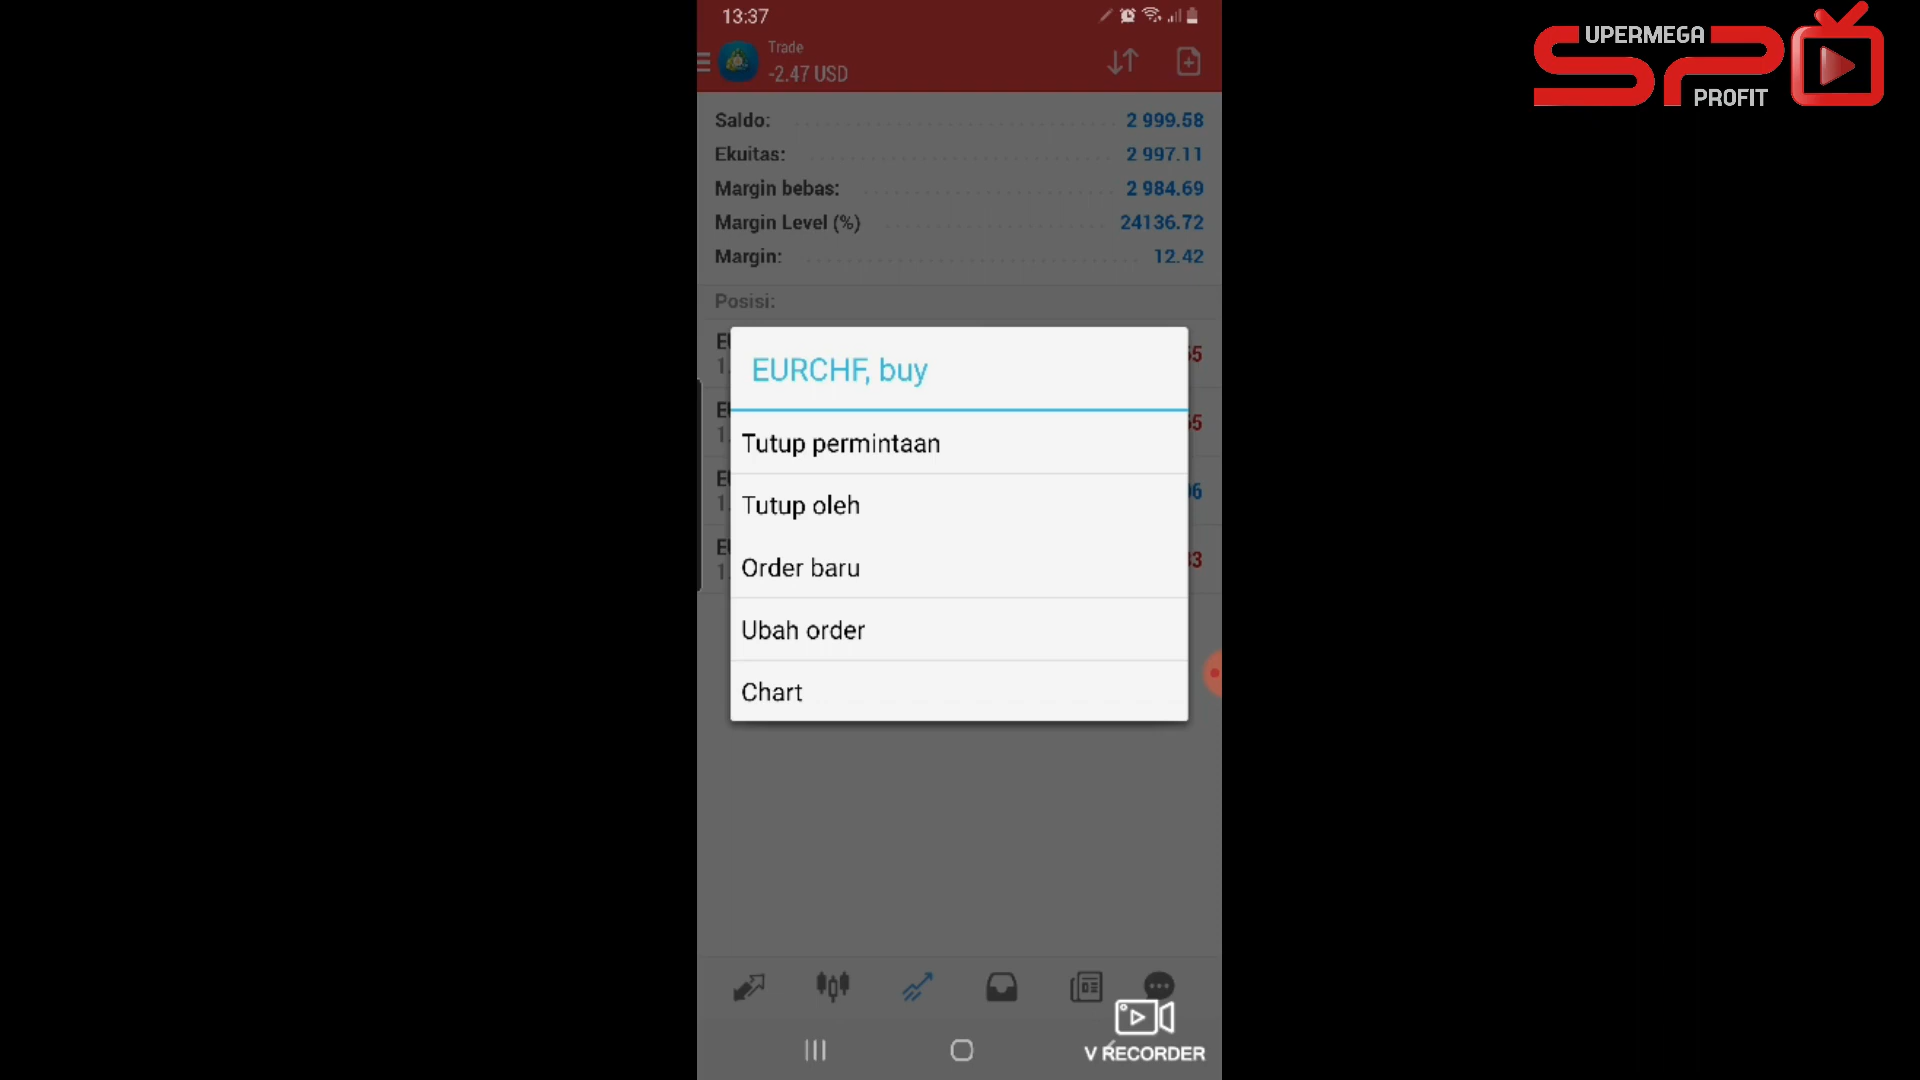 13:37
Trade
-2.47 USD
UPERMEGA
SP
PROFIT
Saldo: 2 999.58
Ekuitas: 2 997.11
Margin bebas: 2 984.69
Margin Level (%) 24136.72
Margin: 12.42
Posisi:
EURCHF, buy
Tutup permintaan
Tutup oleh
Order baru
Ubah order
Chart
V RECORDER